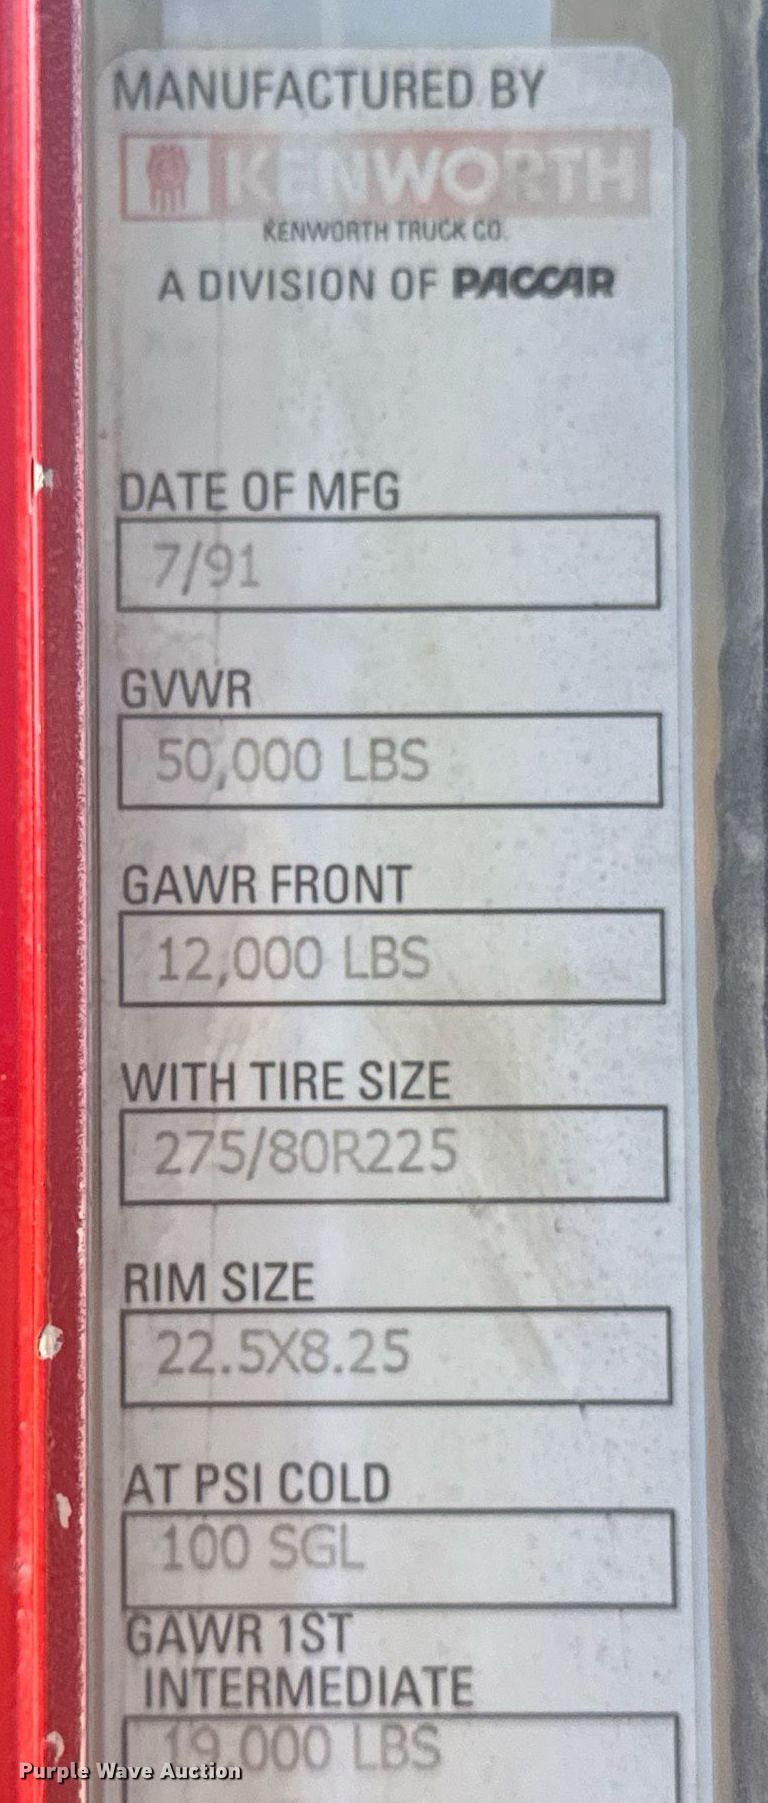 MANUFACTURED BY
KENWORTH
KENWORTH TRUCK CO.
A DIVISION OF PACCAR
DATE OF MFG
7/91
GVWR
50,000 LBS
GAWR FRONT
12,000 LBS
WITH TIRE SIZE
275/80R225
RIM SIZE
22.5X8.25
AT PSI COLD
100 SGL
GAWR 1ST
INTERMEDIATE
19,000 LBS
Purple Wave Auction